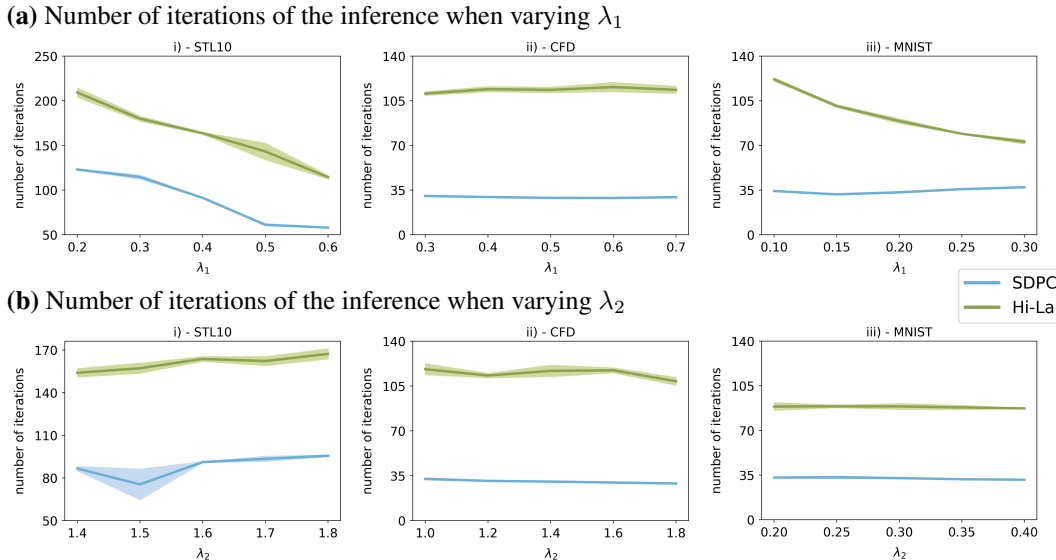 (a) Number of iterations of the inference when varying λ1
i) - STL10
ii) - CFD
iii) - MNIST
number of iterations
250
200
150
100
50
0.2 0.3 0.4 0.5 0.6
λ1
number of iterations
140
105
70
35
0
0.3 0.4 0.5 0.6 0.7
λ1
number of iterations
140
105
70
35
0
0.10 0.15 0.20 0.25 0.30
λ1
SDPC
Hi-La
(b) Number of iterations of the inference when varying λ2
i) - STL10
ii) - CFD
iii) - MNIST
number of iterations
170
140
110
80
50
1.4 1.5 1.6 1.7 1.8
λ2
number of iterations
140
105
70
35
0
1.0 1.2 1.4 1.6 1.8
λ2
number of iterations
140
105
70
35
0
0.20 0.25 0.30 0.35 0.40
λ2